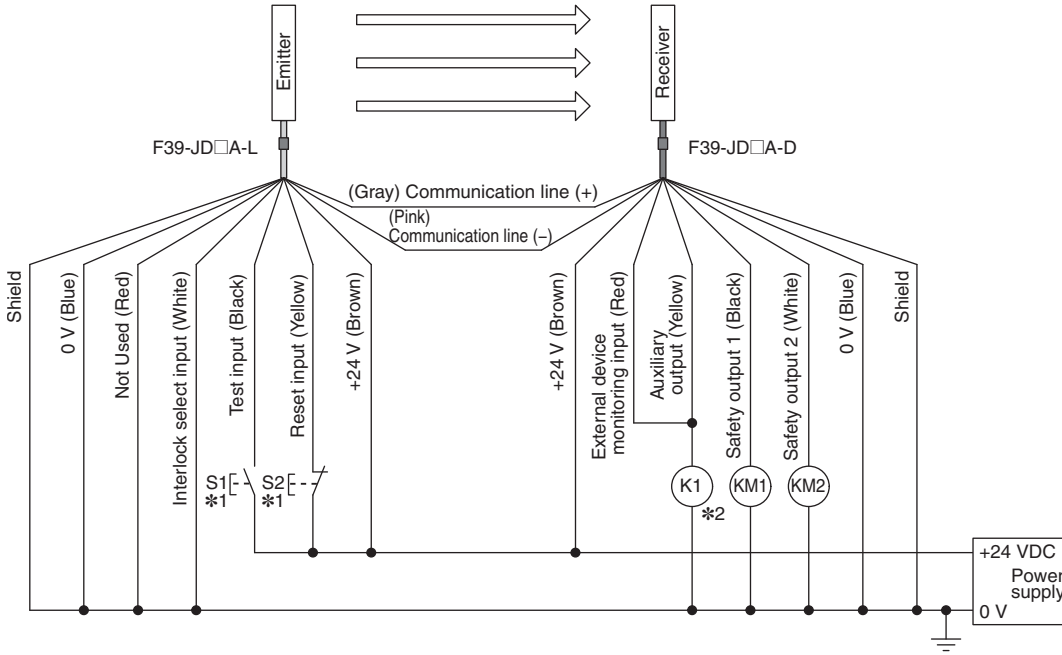 Emitter
Receiver
F39-JD□A-L
F39-JD□A-D
(Gray) Communication line (+)
(Pink)
Communication line (−)
Shield
0 V (Blue)
Not Used (Red)
Interlock select input (White)
Test input (Black)
Reset input (Yellow)
+24 V (Brown)
+24 V (Brown)
External device
monitoring input (Red)
Auxiliary
output (Yellow)
Safety output 1 (Black)
Safety output 2 (White)
0 V (Blue)
Shield
S1
✻1
S2
✻1
K1
✻2
KM1
KM2
+24 VDC
Power
supply
0 V